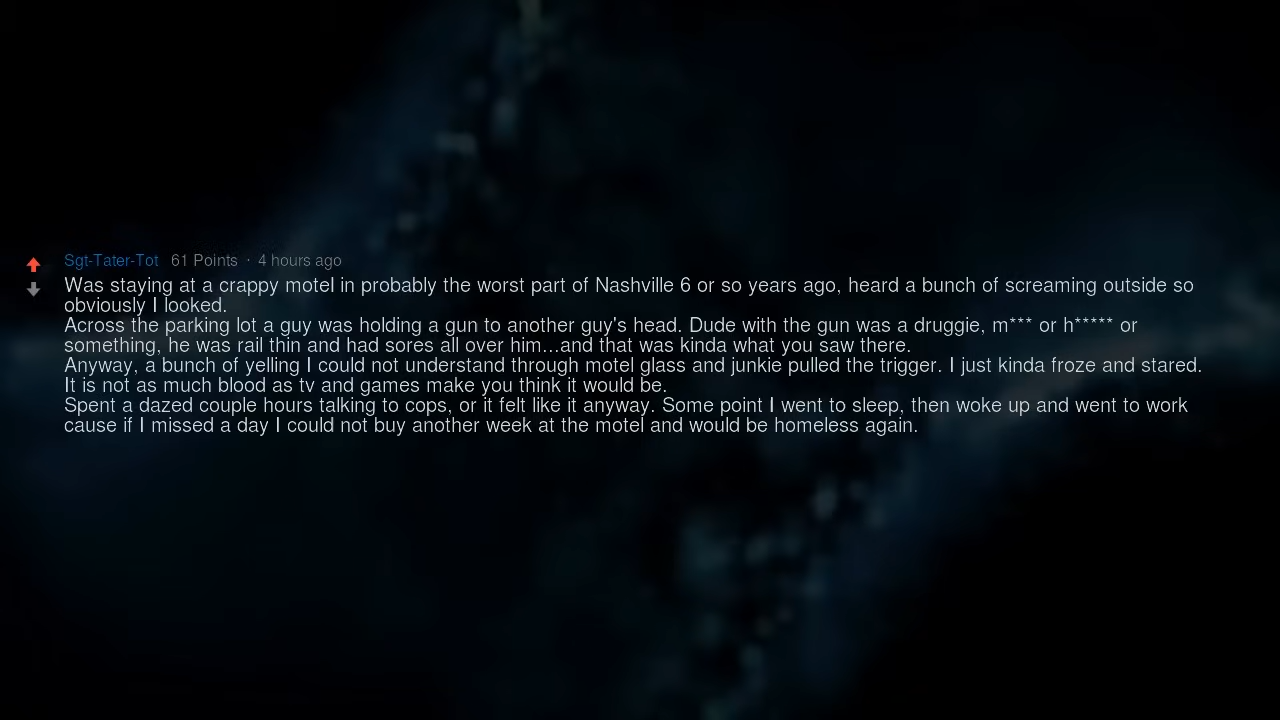 Sgt-Tater-Tot 61 Points · 4 hours ago
Was staying at a crappy motel in probably the worst part of Nashville 6 or so years ago, heard a bunch of screaming outside so
obviously I looked.
Across the parking lot a guy was holding a gun to another guy's head. Dude with the gun was a druggie, m*** or h***** or
something, he was rail thin and had sores all over him...and that was kinda what you saw there.
Anyway, a bunch of yelling I could not understand through motel glass and junkie pulled the trigger. I just kinda froze and stared.
It is not as much blood as tv and games make you think it would be.
Spent a dazed couple hours talking to cops, or it felt like it anyway. Some point I went to sleep, then woke up and went to work
cause if I missed a day I could not buy another week at the motel and would be homeless again.